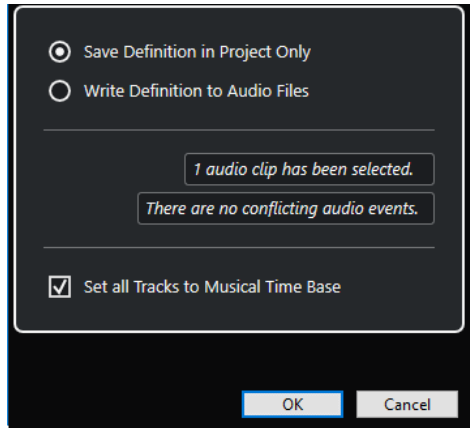 Save Definition in Project Only
Write Definition to Audio Files
1 audio clip has been selected.
There are no conflicting audio events.
Set all Tracks to Musical Time Base
OK Cancel